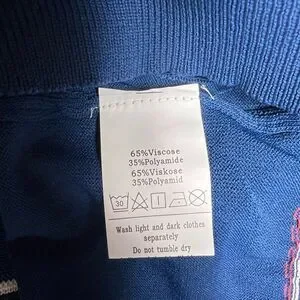 65%Viscose
35%Polyamide
65%Viskose
35%Polyamid
30
Wash light and dark clothes
separately
Do not tumble dry